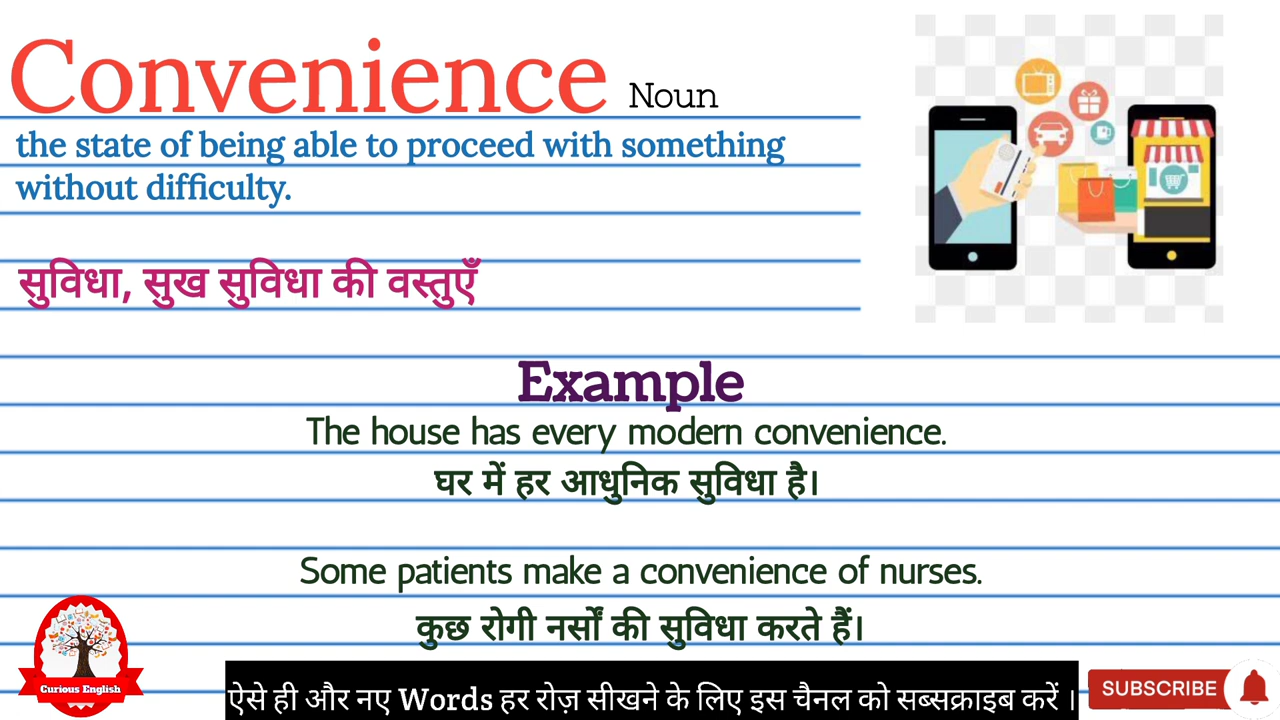 Convenience Noun
the state of being able to proceed with something
without difficulty.
सुविधा, सुख सुविधा की वस्तुएँ
Example
The house has every modern convenience.
घर में हर आधुनिक सुविधा है।
Some patients make a convenience of nurses.
कुछ रोगी नर्सों की सुविधा करते हैं।
Curious English
ऐसे ही और नए Words हर रोज़ सीखने के लिए इस चैनल को सब्सक्राइब करें ।
SUBSCRIBE